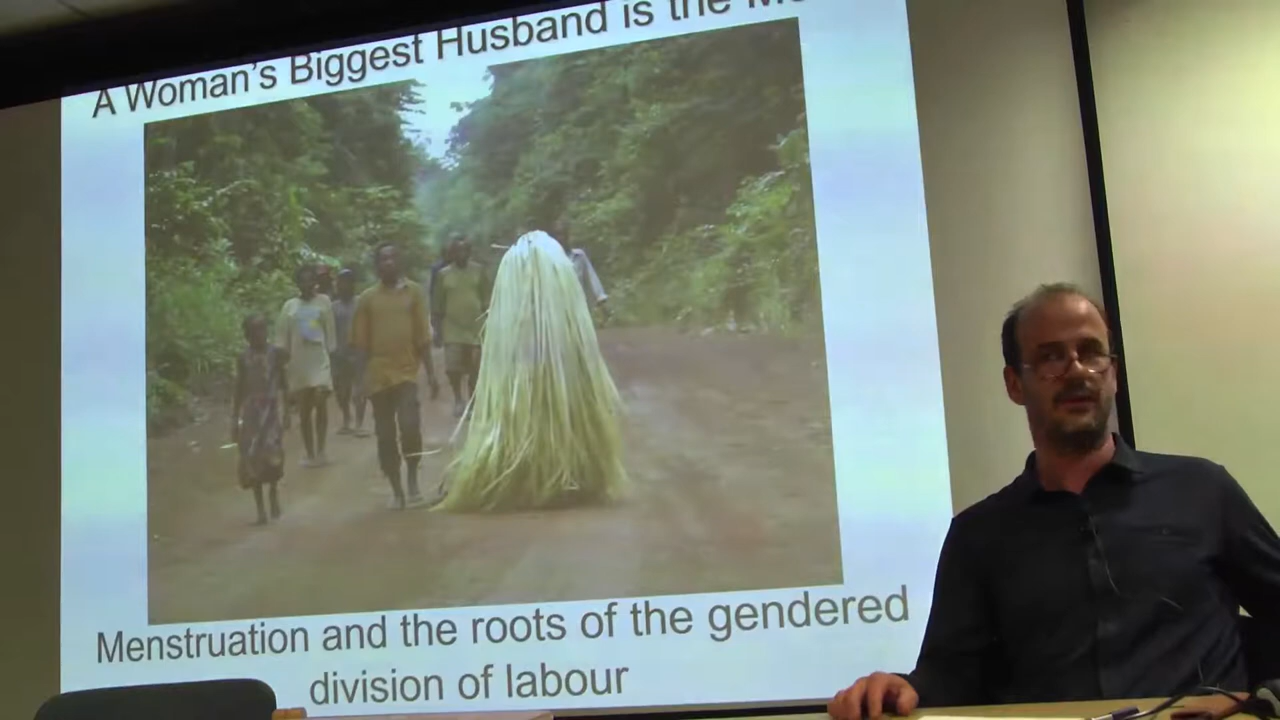 A Woman's Biggest Husband is the
Menstruation and the roots of the gendered
division of labour